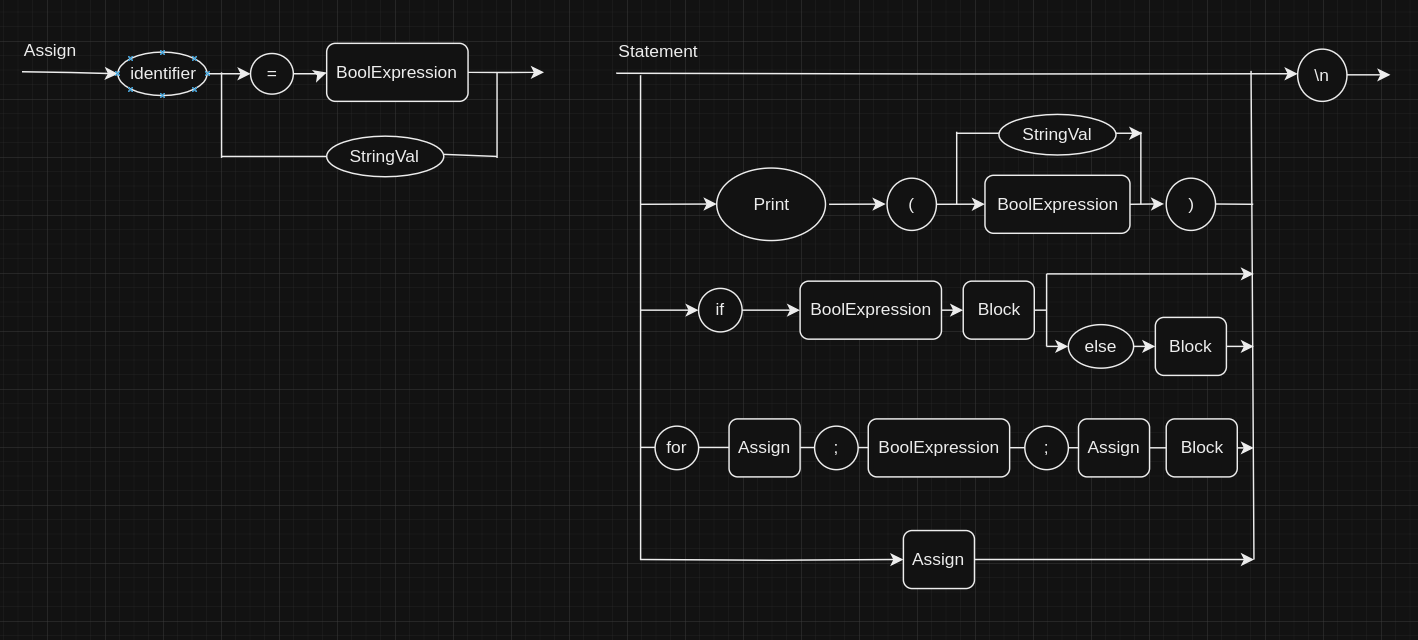 Assign
identifier
=
BoolExpression
StringVal
Statement
\n
StringVal
Print
(
BoolExpression
)
if
BoolExpression
Block
else
Block
for
Assign
;
BoolExpression
;
Assign
Block
Assign